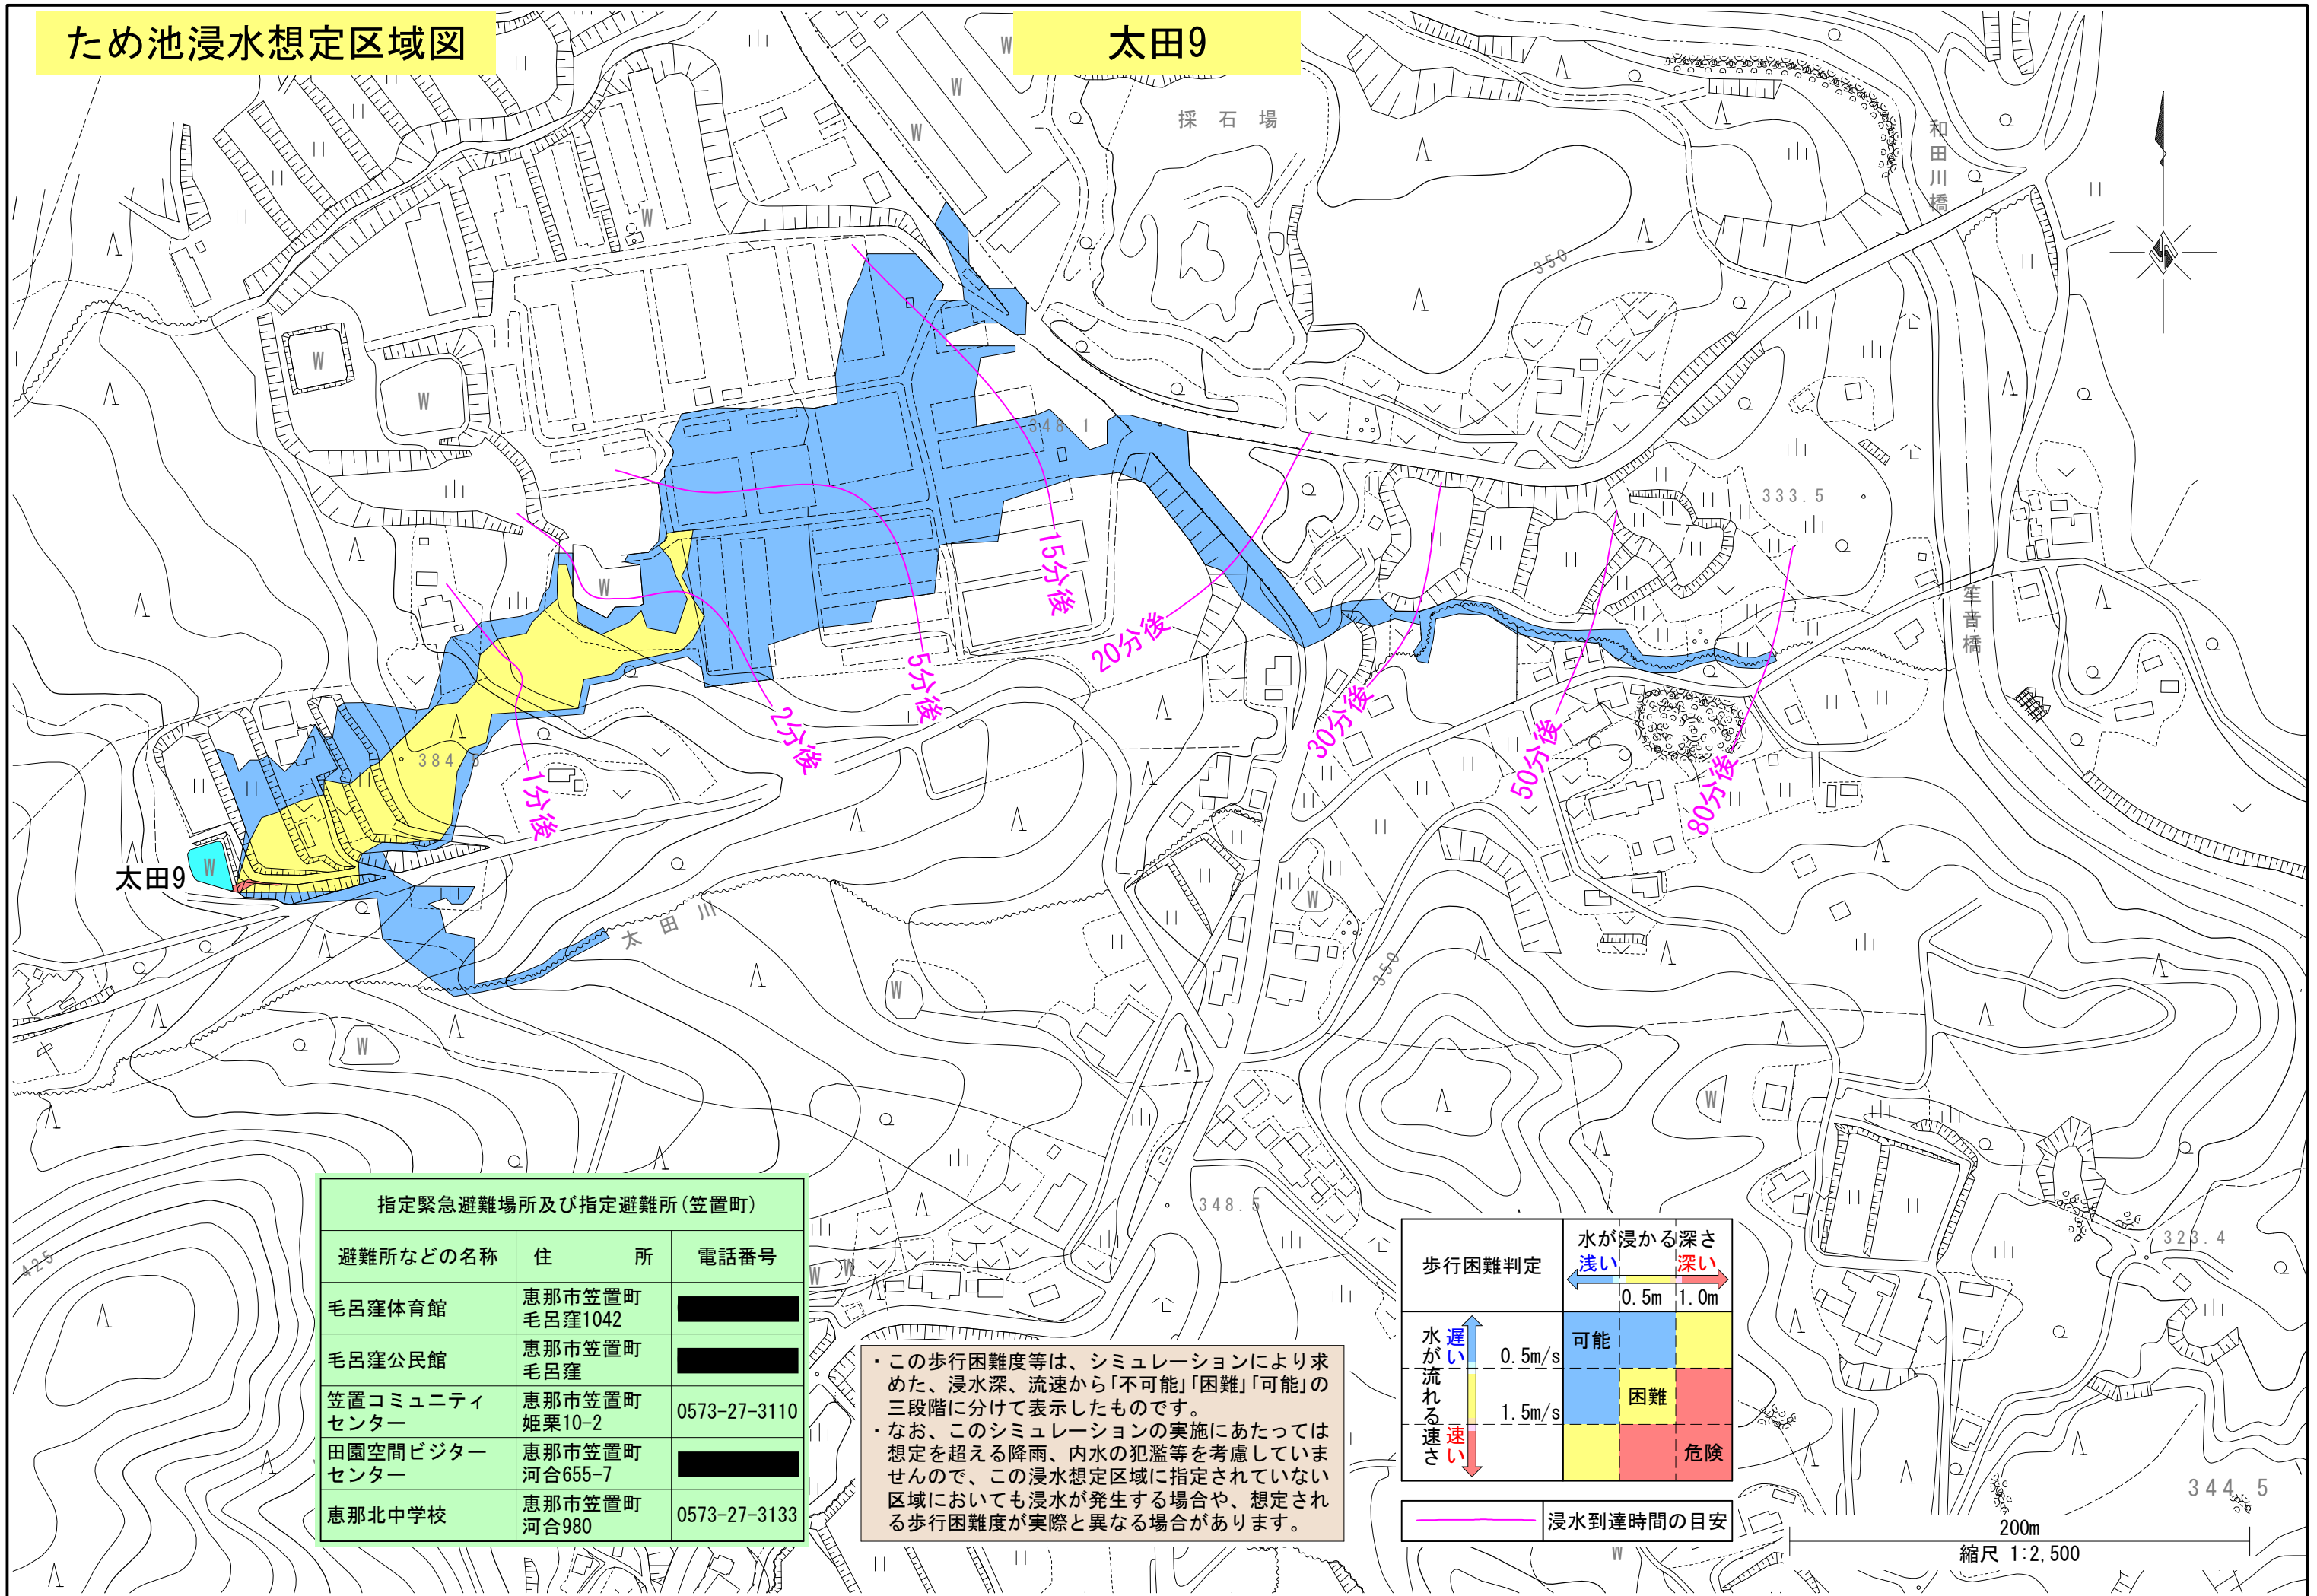 ため池浸水想定区域図
太田9
採石場
和田川橋
350
348.1
333.5
笙音橋
15分後
20分後
5分後
2分後
1分後
30分後
50分後
80分後
384.5
太田9
W
太田川
350
348.5
425
323.4
344.5
指定緊急避難場所及び指定避難所(笠置町)
避難所などの名称 住 所 電話番号
毛呂窪体育館 恵那市笠置町
毛呂窪1042
毛呂窪公民館 恵那市笠置町
毛呂窪
笠置コミュニティ
センター
恵那市笠置町
姫栗10-2
0573-27-3110
田園空間ビジター
センター
恵那市笠置町
河合655-7
恵那北中学校 恵那市笠置町
河合980
0573-27-3133
・この歩行困難度等は、シミュレーションにより求
めた、浸水深、流速から「不可能」「困難」「可能」の
三段階に分けて表示したものです。
・なお、このシミュレーションの実施にあたっては
想定を超える降雨、内水の犯濫等を考慮していま
せんので、この浸水想定区域に指定されていない
区域においても浸水が発生する場合や、想定され
る歩行困難度が実際と異なる場合があります。
歩行困難判定
水が浸かる深さ
浅い 深い
0.5m 1.0m
水が流れる速さ
遅い
速い
0.5m/s
1.5m/s
可能
困難
危険
浸水到達時間の目安
200m
縮尺 1:2,500